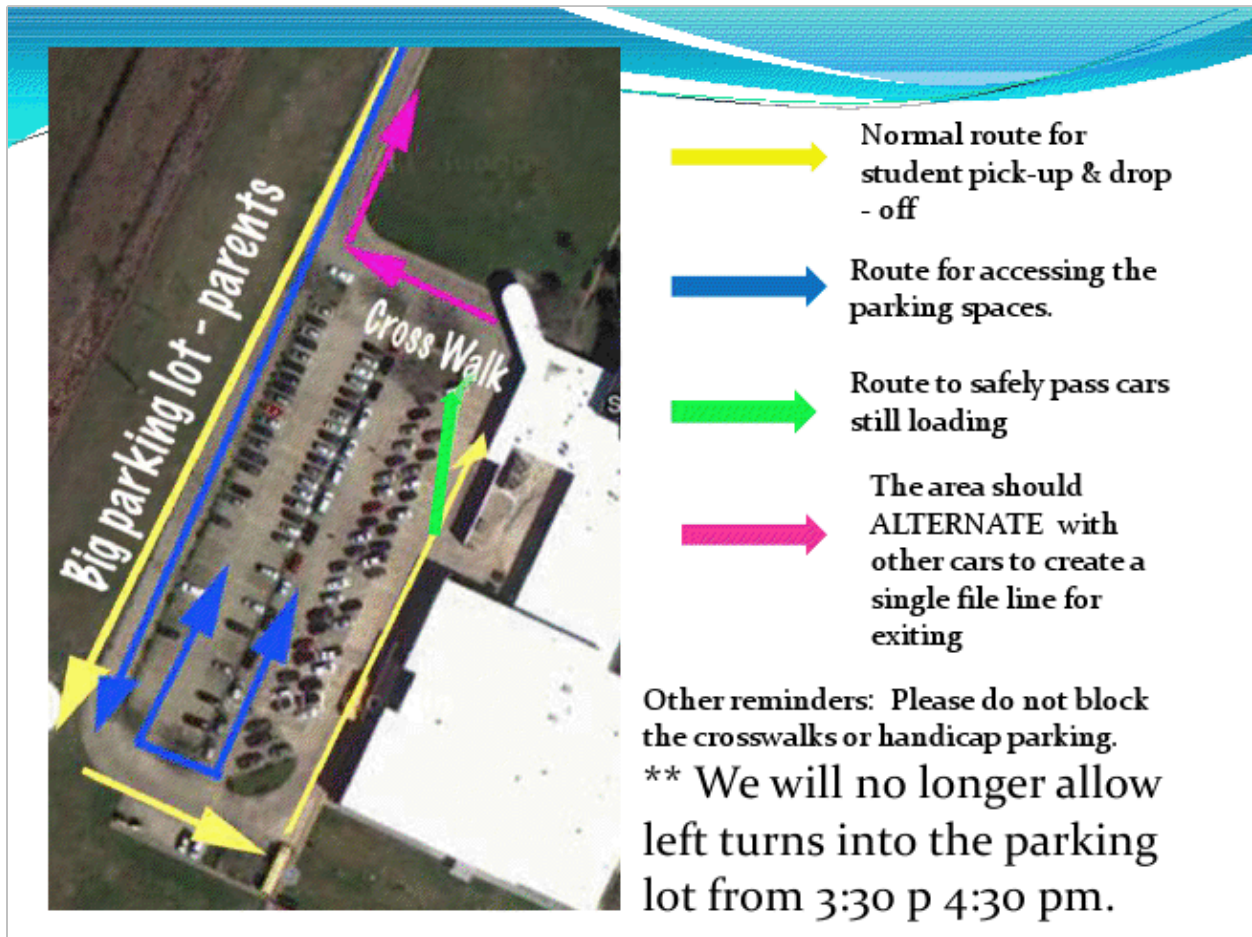 Big parking lot - parents
Cross Walk
S
Normal route for
student pick-up & drop
- off
Route for accessing the
parking spaces.
Route to safely pass cars
still loading
The area should
ALTERNATE with
other cars to create a
single file line for
exiting
Other reminders: Please do not block
the crosswalks or handicap parking.
** We will no longer allow
left turns into the parking
lot from 3:30 p 4:30 pm.